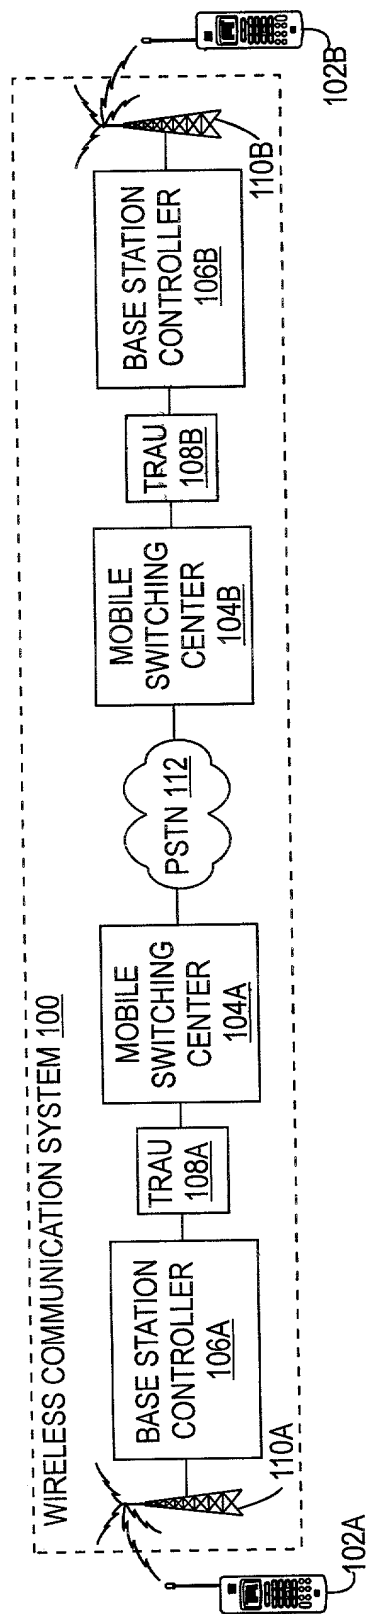 WIRELESS COMMUNICATION SYSTEM 100
102A
110A
BASE STATION
CONTROLLER
106A
TRAU
108A
MOBILE
SWITCHING
CENTER
104A
PSTN 112
MOBILE
SWITCHING
CENTER
104B
TRAU
108B
BASE STATION
CONTROLLER
106B
110B
102B